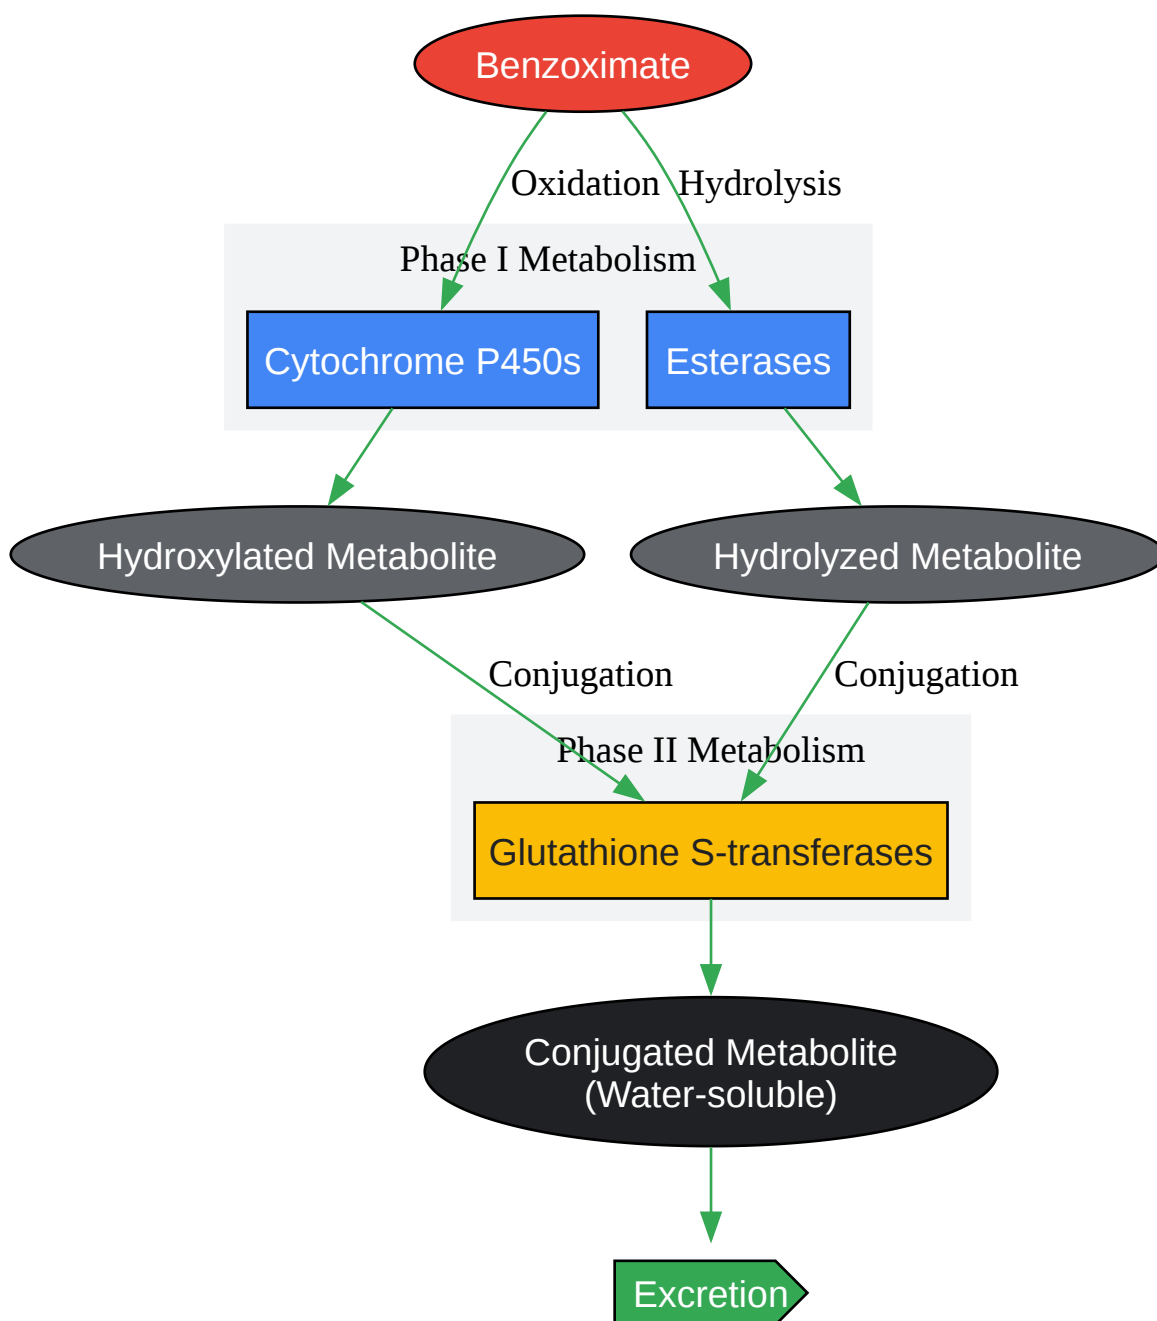 Benzoximate
Oxidation
Hydrolysis
Phase I Metabolism
Cytochrome P450s
Esterases
Hydroxylated Metabolite
Hydrolyzed Metabolite
Conjugation
Conjugation
Phase II Metabolism
Glutathione S-transferases
Conjugated Metabolite
(Water-soluble)
Excretion